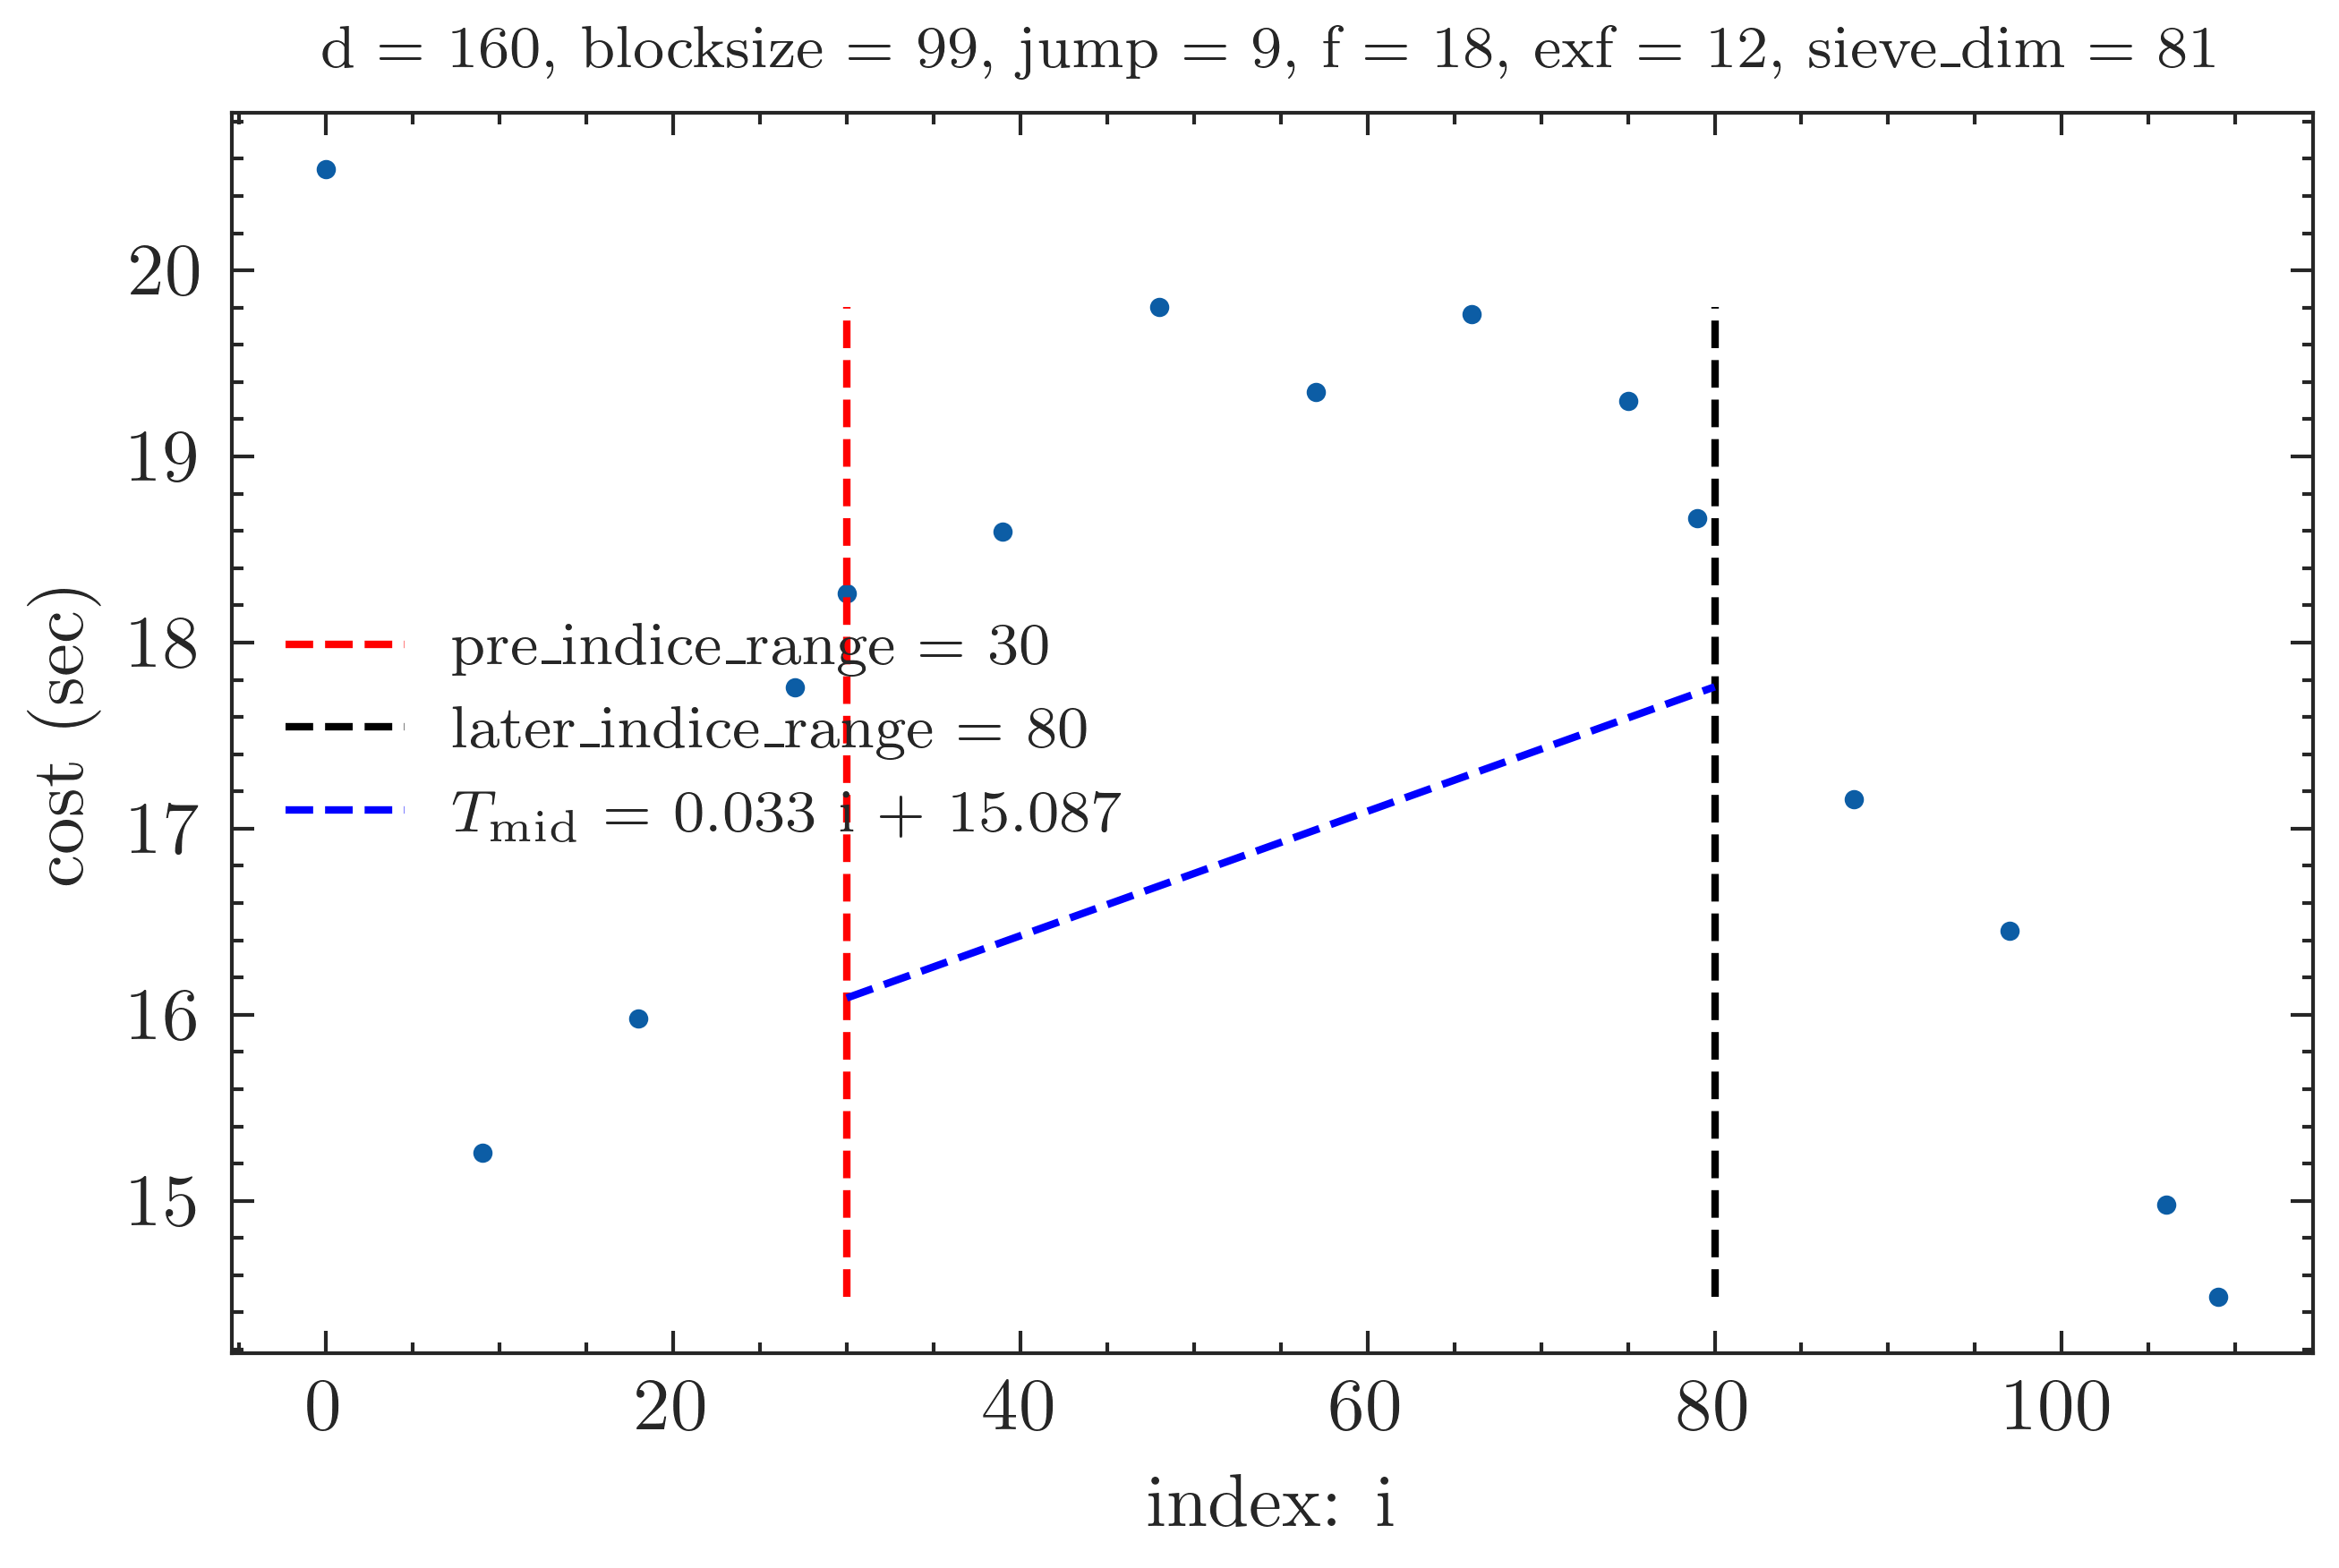 d = 160, blocksize = 99, jump = 9, f = 18, exf = 12, sieve_dim = 81
20
19
18
17
16
15
cost (sec)
pre_indice_range = 30
later_indice_range = 80
T_mid = 0.033 i + 15.087
0 20 40 60 80 100
index: i